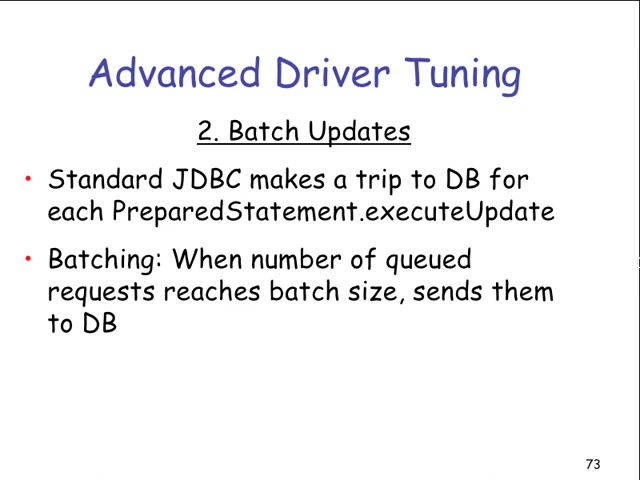 Advanced Driver Tuning
2. Batch Updates
• Standard JDBC makes a trip to DB for
each PreparedStatement.executeUpdate
• Batching: When number of queued
requests reaches batch size, sends them
to DB
73